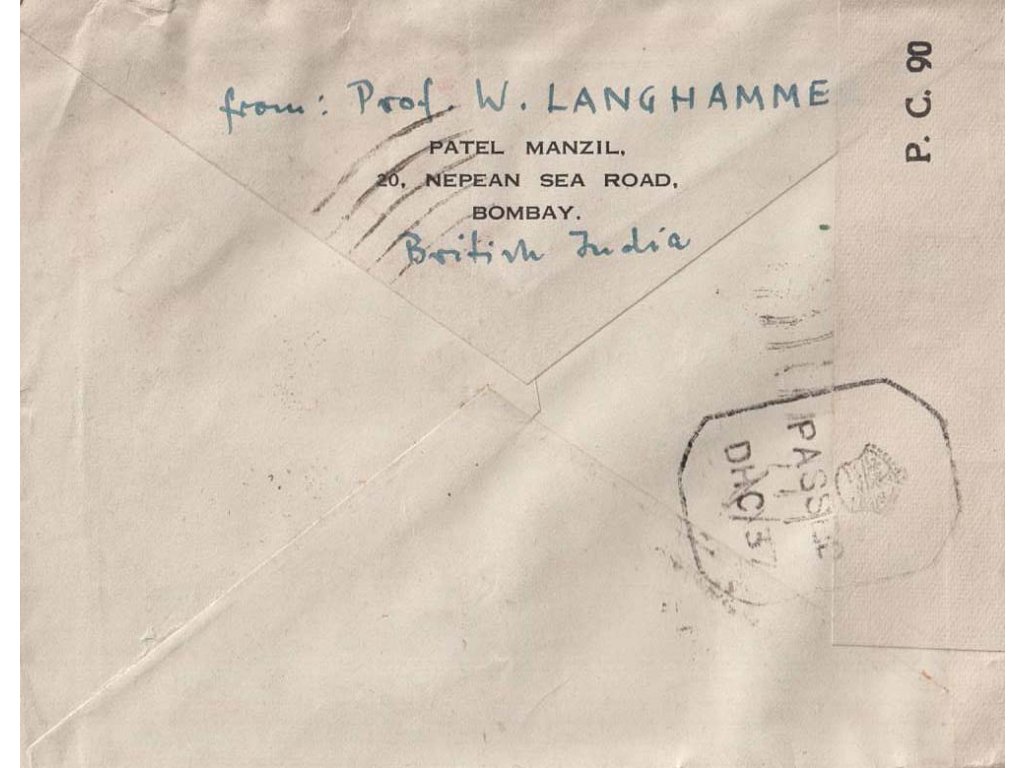 from: Prof. W. LANGHAMME
PATEL MANZIL,
20, NEPEAN SEA ROAD,
BOMBAY.
British India
P. C. 90
PASSED
DHC/37